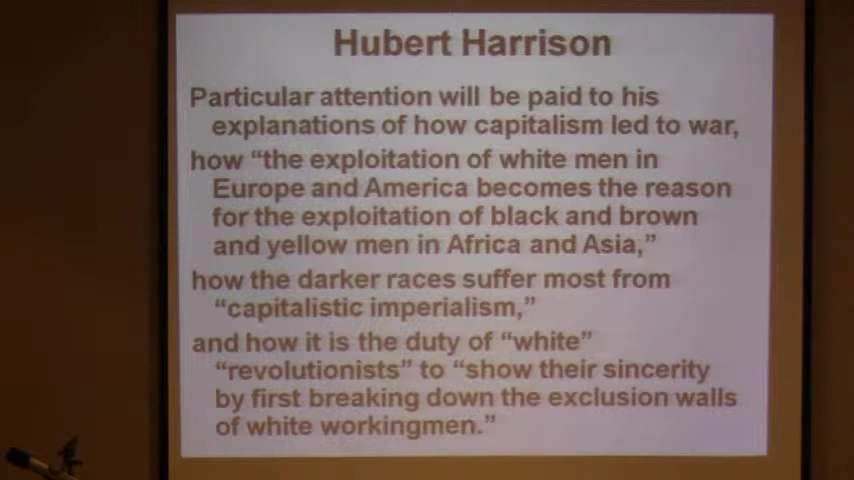 Hubert Harrison
Particular attention will be paid to his
explanations of how capitalism led to war,
how “the exploitation of white men in
Europe and America becomes the reason
for the exploitation of black and brown
and yellow men in Africa and Asia,”
how the darker races suffer most from
“capitalistic imperialism,”
and how it is the duty of “white”
“revolutionists” to “show their sincerity
by first breaking down the exclusion walls
of white workingmen.”